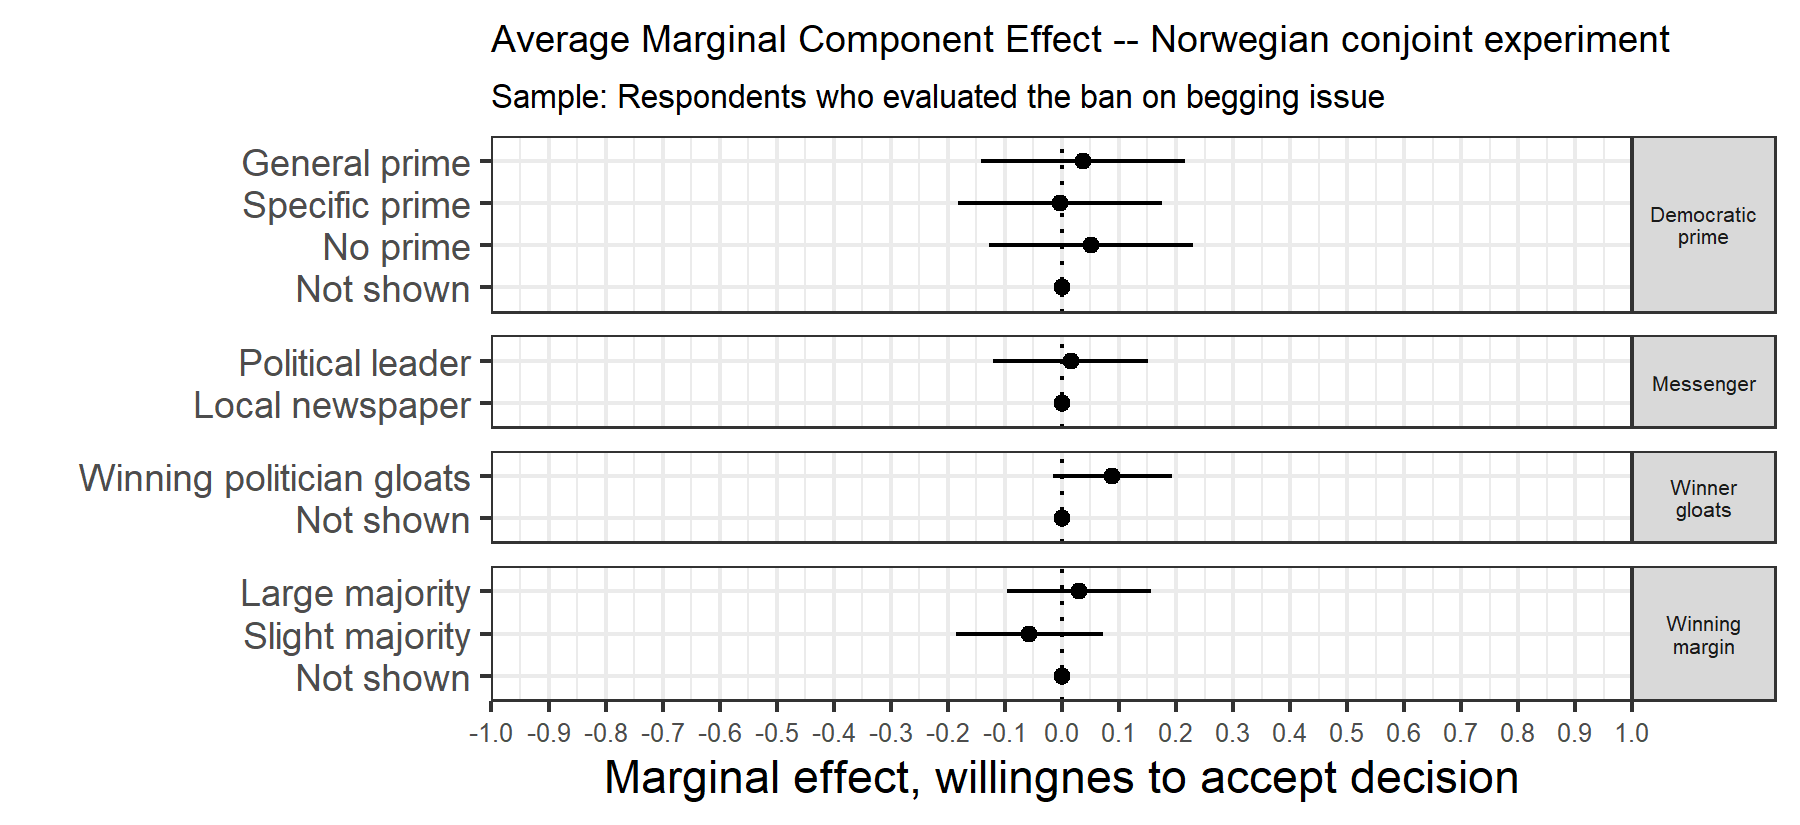 Average Marginal Component Effect -- Norwegian conjoint experiment
Sample: Respondents who evaluated the ban on begging issue
General prime
Specific prime
No prime
Not shown
Democratic
prime
Political leader
Local newspaper
Messenger
Winning politician gloats
Not shown
Winner
gloats
Large majority
Slight majority
Not shown
Winning
margin
-1.0 -0.9 -0.8 -0.7 -0.6 -0.5 -0.4 -0.3 -0.2 -0.1 0.0 0.1 0.2 0.3 0.4 0.5 0.6 0.7 0.8 0.9 1.0
Marginal effect, willingnes to accept decision